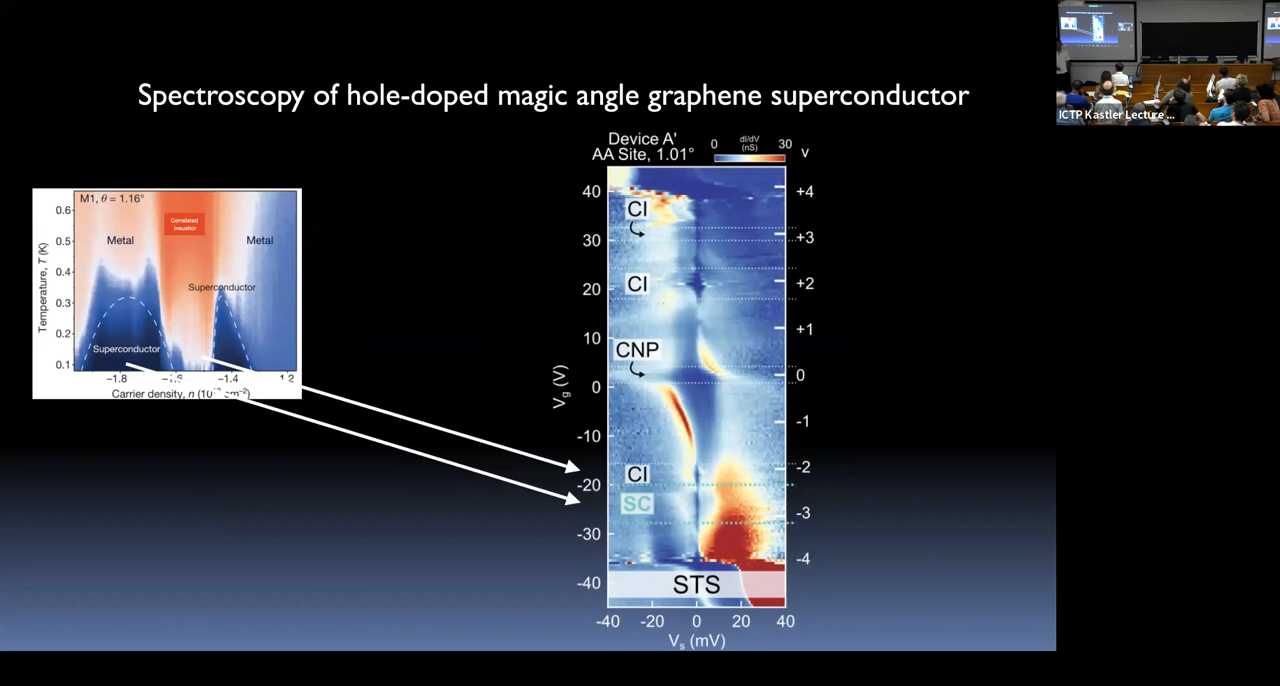 Spectroscopy of hole-doped magic angle graphene superconductor
ICTP Kastler Lecture ...
M1, θ = 1.16°
Correlated
insulator
Metal
Metal
Superconductor
Superconductor
Temperature, T (K)
0.6
0.5
0.4
0.3
0.2
0.1
−1.8
−1.4
Carrier density, n (10
Device A'
AA Site, 1.01°
0 dI/dV 30
(nS)
ν
40
30
20
10
0
-10
-20
-30
-40
Vg (V)
CI
CI
CNP
CI
SC
STS
+4
+3
+2
+1
0
-1
-2
-3
-4
-40 -20 0 20 40
Vs (mV)